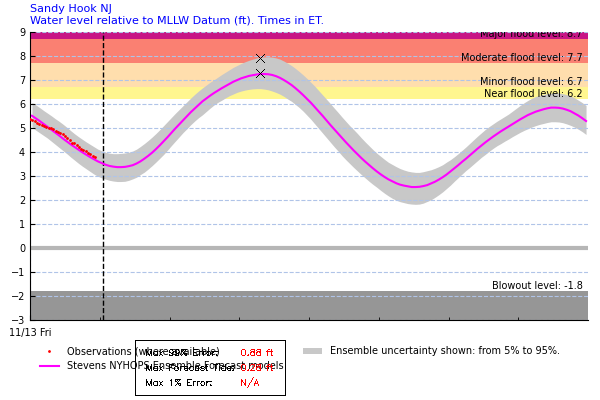 Sandy Hook NJ
Water level relative to MLLW Datum (ft). Times in ET.
9
Major flood level: 8.7
8
Moderate flood level: 7.7
7
Minor flood level: 6.7
Near flood level: 6.2
6
5
4
3
2
1
0
−1
Blowout level: -1.8
−2
−3
11/13 Fri
Observations (where available)
Ensemble uncertainty shown: from 5% to 95%.
Stevens NYHOPS Ensemble Forecast models
Max Forecast Tide: ft
Max 1% Error: N/A